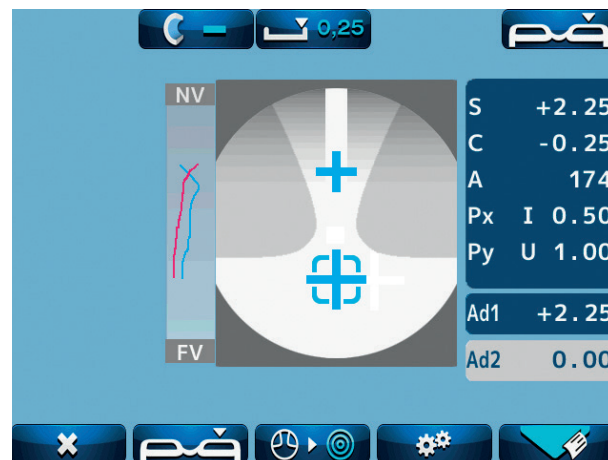 0,25
NV
FV
S +2.25
C -0.25
A 174
Px I 0.50
Py U 1.00
Ad1 +2.25
Ad2 0.00